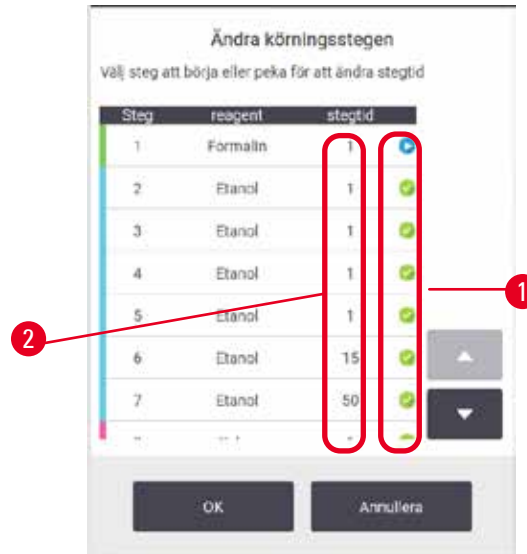 Ändra körningsstegen
Välj steg att börja eller peka för att ändra stegtid
Steg reagent stegtid
1 Formalin 1
2 Etanol 1
3 Etanol 1
4 Etanol 1
5 Etanol 1
6 Etanol 15
7 Etanol 50
OK Annullera
1
2